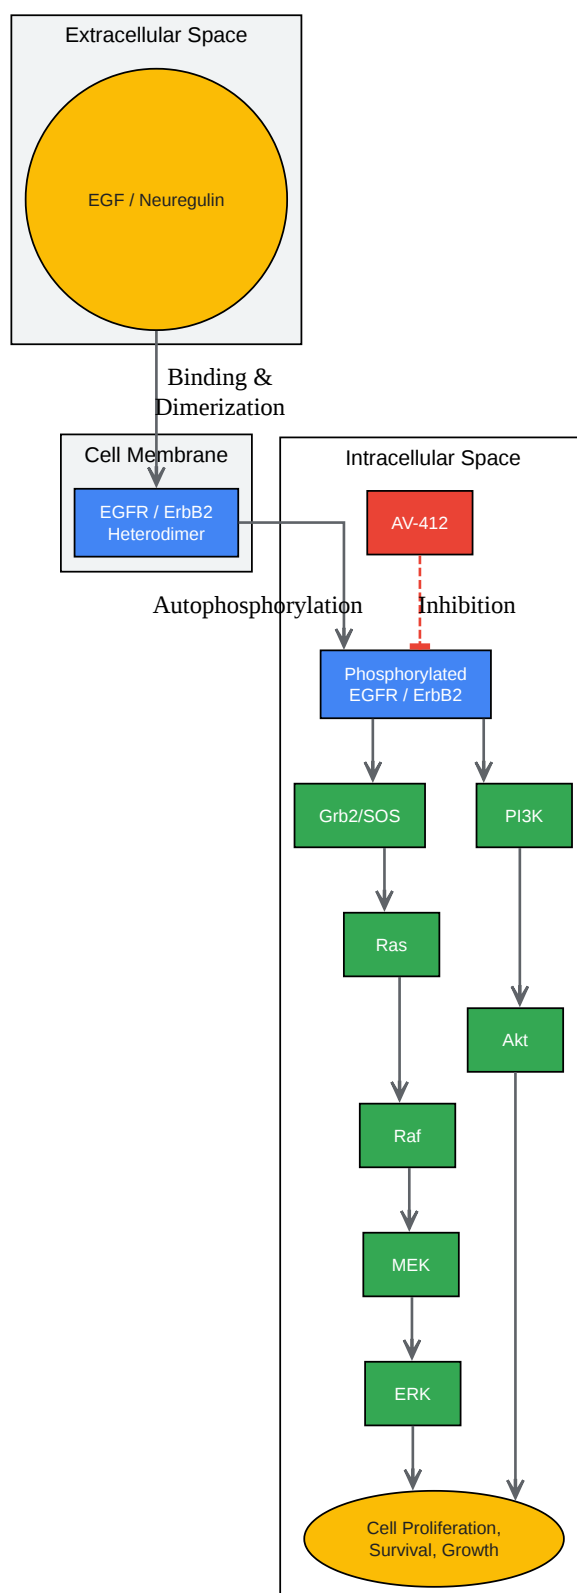 Extracellular Space
EGF / Neuregulin
Binding &
Dimerization
Cell Membrane
EGFR / ErbB2
Heterodimer
Intracellular Space
AV-412
Autophosphorylation
Inhibition
Phosphorylated
EGFR / ErbB2
Grb2/SOS
PI3K
Ras
Akt
Raf
MEK
ERK
Cell Proliferation,
Survival, Growth